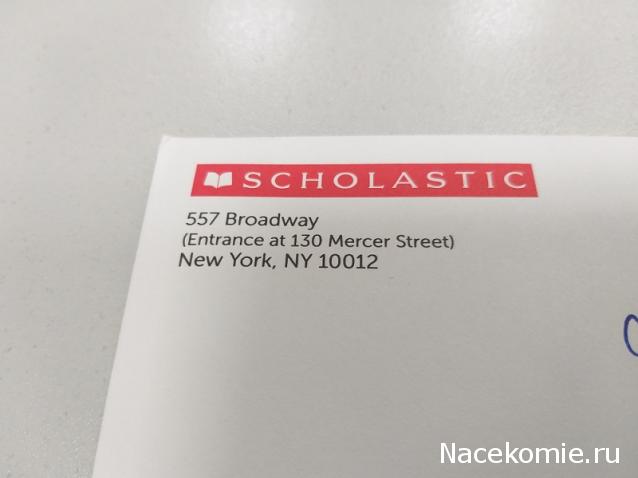 SCHOLASTIC
557 Broadway
(Entrance at 130 Mercer Street)
New York, NY 10012
Nacekomie.ru